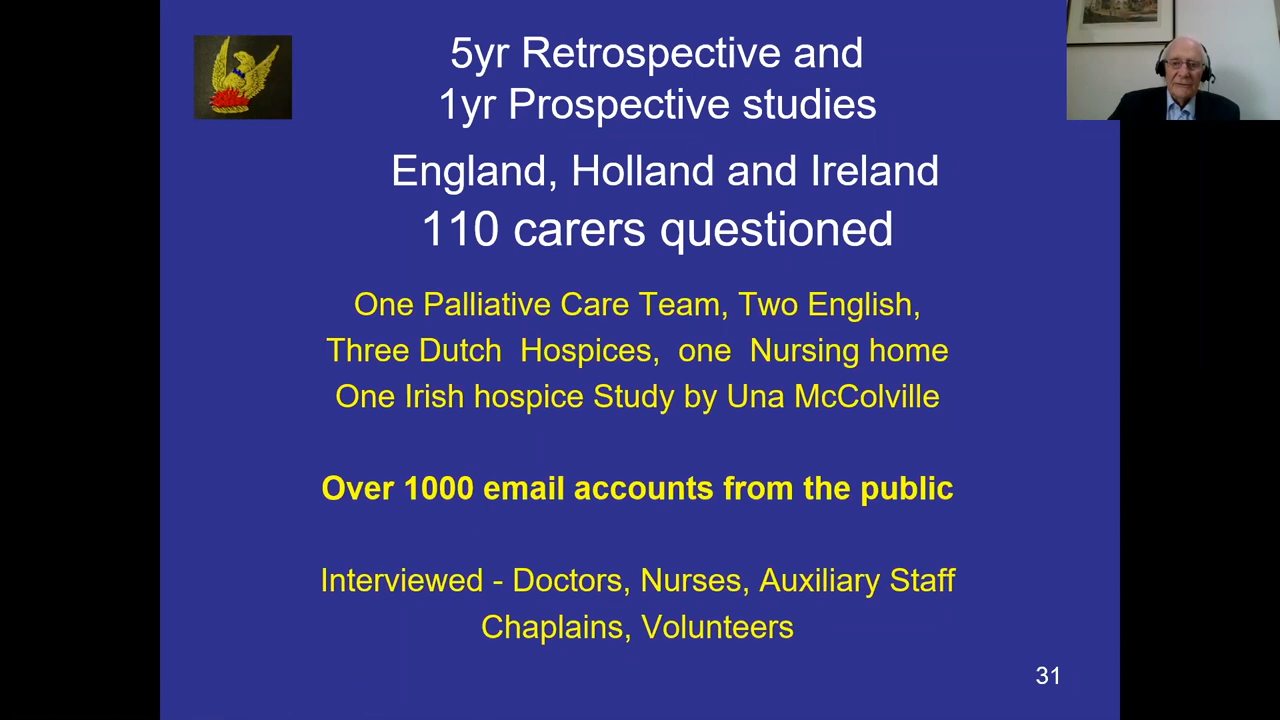 5yr Retrospective and
1yr Prospective studies
England, Holland and Ireland
110 carers questioned
One Palliative Care Team, Two English,
Three Dutch  Hospices,  one  Nursing home
One Irish hospice Study by Una McColville
Over 1000 email accounts from the public
Interviewed - Doctors, Nurses, Auxiliary Staff
Chaplains, Volunteers
31